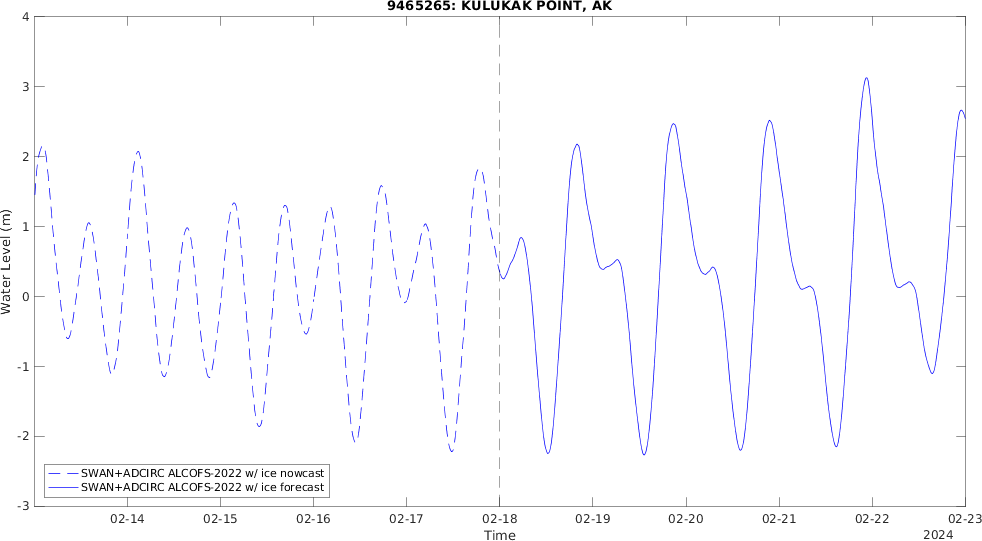 9465265: KULUKAK POINT, AK
Water Level (m)
4
3
2
1
0
-1
-2
-3
SWAN+ADCIRC ALCOFS-2022 w/ ice nowcast
SWAN+ADCIRC ALCOFS-2022 w/ ice forecast
02-14 02-15 02-16 02-17 02-18 02-19 02-20 02-21 02-22 02-23
Time
2024